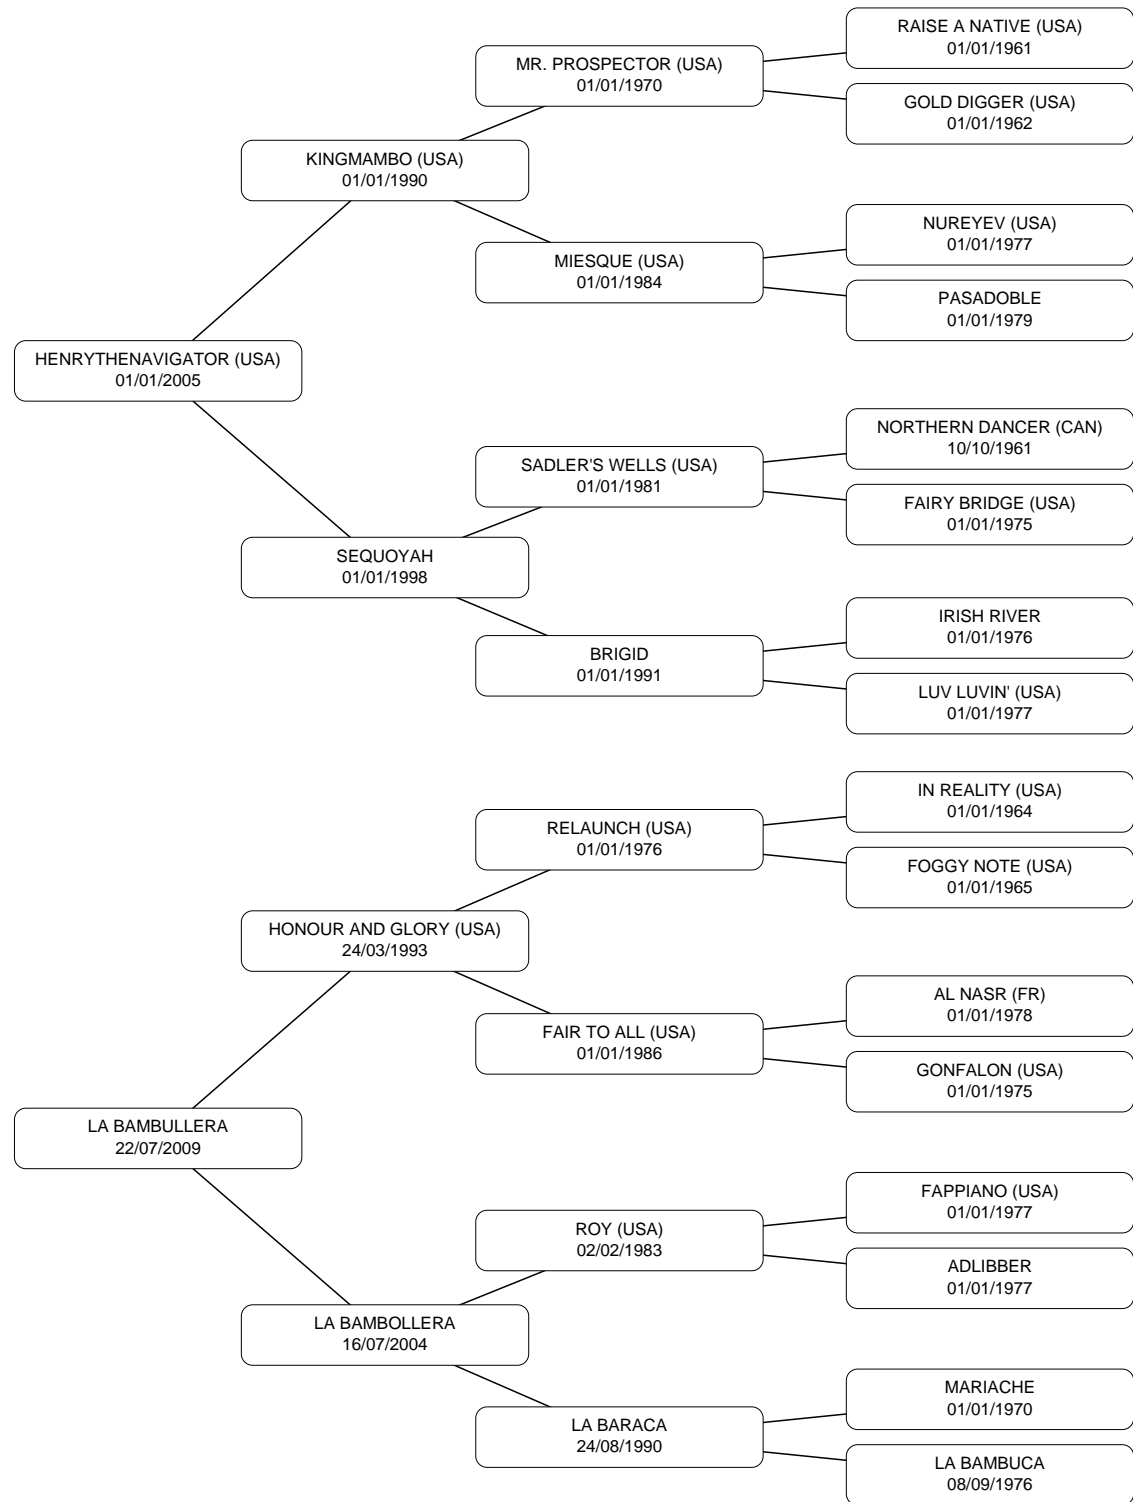 RAISE A NATIVE (USA)
01/01/1961
MR. PROSPECTOR (USA)
01/01/1970
GOLD DIGGER (USA)
01/01/1962
KINGMAMBO (USA)
01/01/1990
NUREYEV (USA)
01/01/1977
MIESQUE (USA)
01/01/1984
PASADOBLE
01/01/1979
HENRYTHENAVIGATOR (USA)
01/01/2005
NORTHERN DANCER (CAN)
10/10/1961
SADLER'S WELLS (USA)
01/01/1981
FAIRY BRIDGE (USA)
01/01/1975
SEQUOYAH
01/01/1998
IRISH RIVER
01/01/1976
BRIGID
01/01/1991
LUV LUVIN' (USA)
01/01/1977
IN REALITY (USA)
01/01/1964
RELAUNCH (USA)
01/01/1976
FOGGY NOTE (USA)
01/01/1965
HONOUR AND GLORY (USA)
24/03/1993
AL NASR (FR)
01/01/1978
FAIR TO ALL (USA)
01/01/1986
GONFALON (USA)
01/01/1975
LA BAMBULLERA
22/07/2009
FAPPIANO (USA)
01/01/1977
ROY (USA)
02/02/1983
ADLIBBER
01/01/1977
LA BAMBOLLERA
16/07/2004
MARIACHE
01/01/1970
LA BARACA
24/08/1990
LA BAMBUCA
08/09/1976